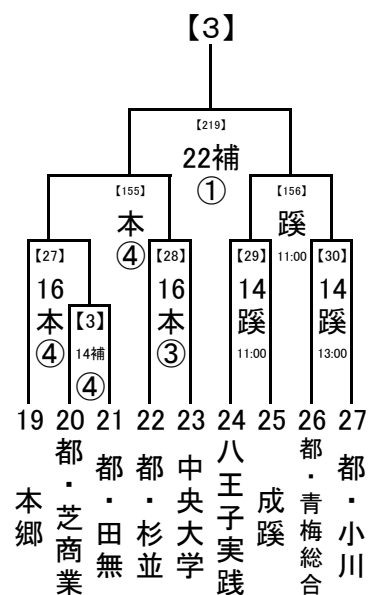 【3】
【219】
22補
①
【155】
本
④
【156】
蹊
11:00
【27】
16
本
④
【28】
16
本
③
【29】
14
蹊
11:00
【30】
14
蹊
13:00
【3】
14補
④
19 20 21 22 23 24 25 26 27
本郷
都・芝商業
都・田無
都・杉並
中央大学
八王子実践
成蹊
都・青梅総合
都・小川